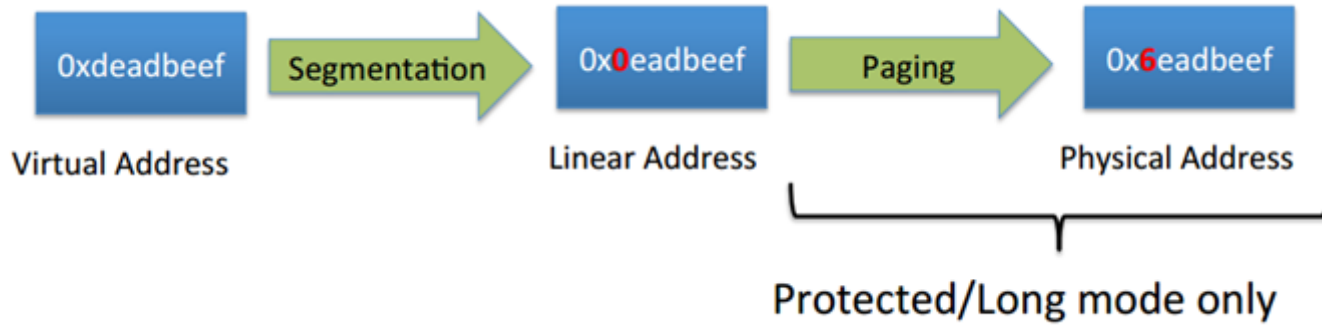 0xdeadbeef
Segmentation
0x0eadbeef
Paging
0x6eadbeef
Virtual Address
Linear Address
Physical Address
Protected/Long mode only